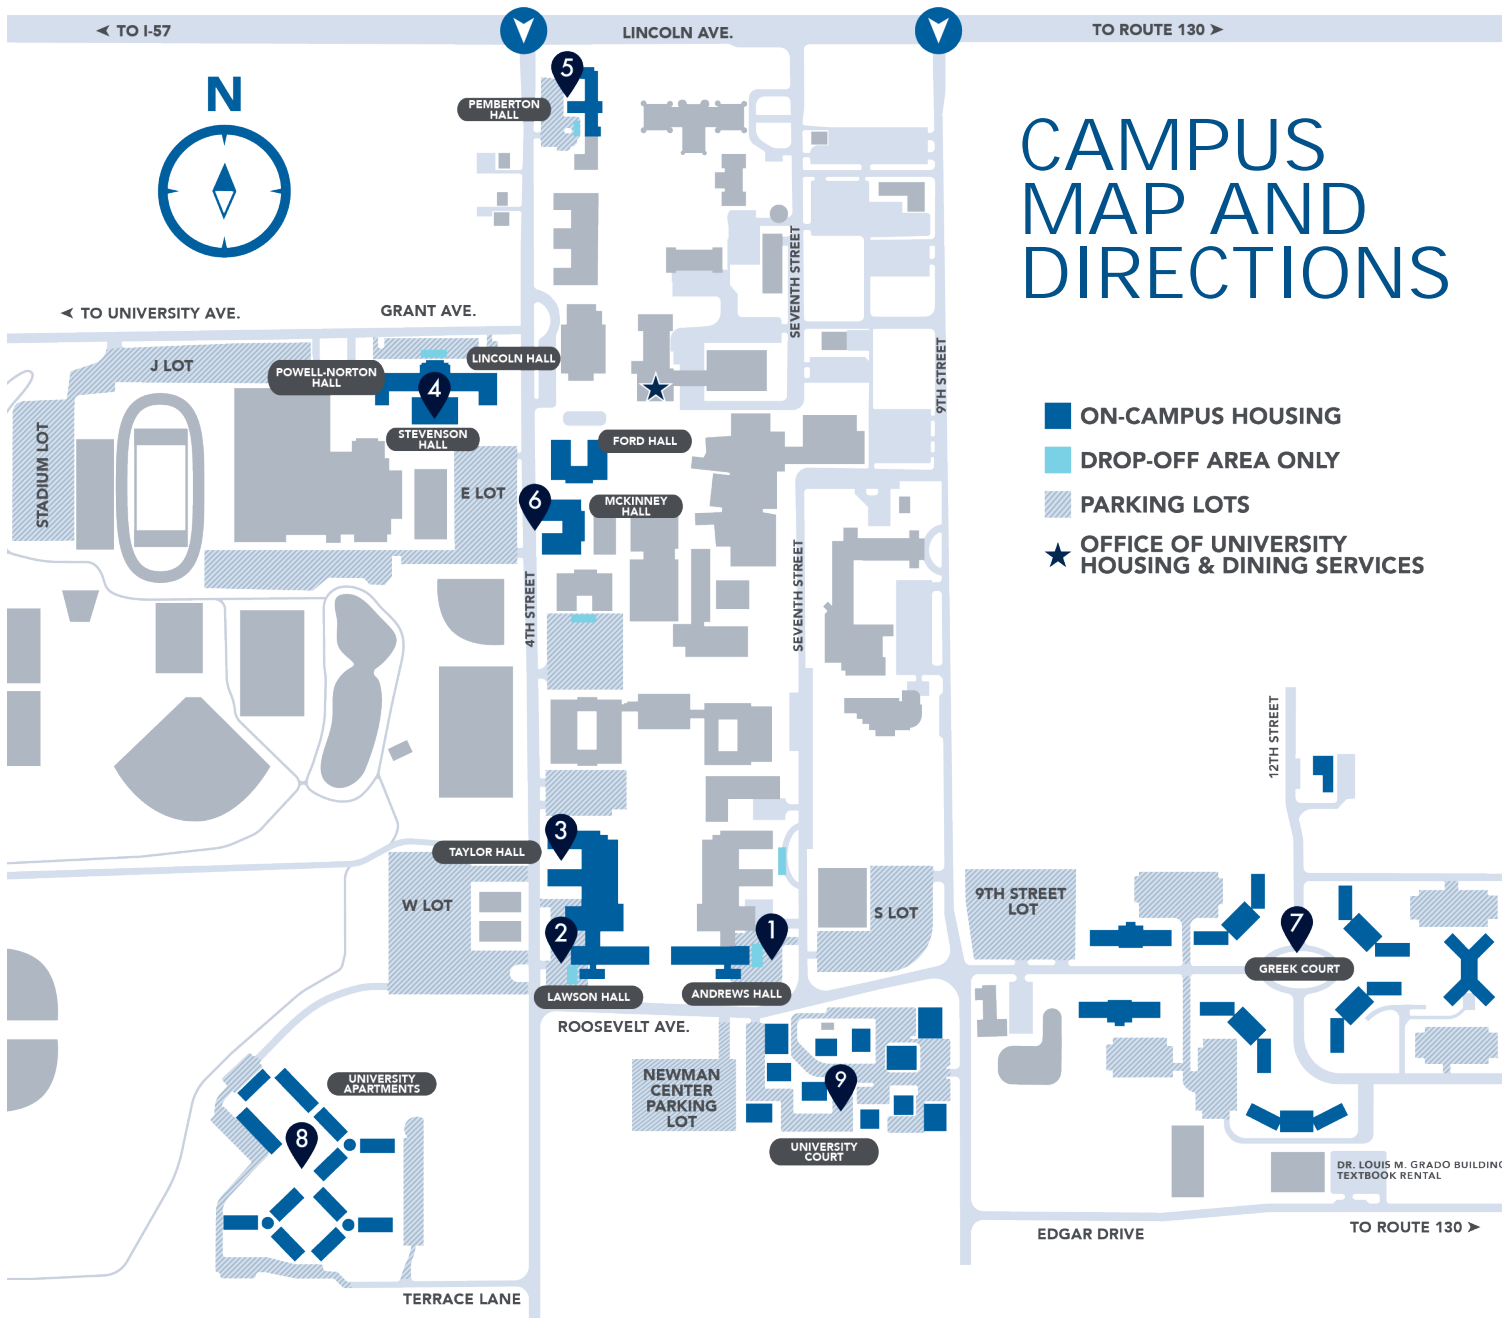 TO I-57
LINCOLN AVE.
TO ROUTE 130
N
5
PEMBERTON
HALL
CAMPUS
MAP AND
DIRECTIONS
SEVENTH STREET
TO UNIVERSITY AVE.
GRANT AVE.
J LOT
LINCOLN HALL
POWELL-NORTON
HALL
4
STEVENSON
HALL
9TH STREET
STADIUM LOT
FORD HALL
E LOT
6
MCKINNEY
HALL
ON-CAMPUS HOUSING
DROP-OFF AREA ONLY
PARKING LOTS
OFFICE OF UNIVERSITY
HOUSING & DINING SERVICES
4TH STREET
SEVENTH STREET
12TH STREET
3
TAYLOR HALL
W LOT
S LOT
9TH STREET
LOT
2
1
7
GREEK COURT
LAWSON HALL
ANDREWS HALL
ROOSEVELT AVE.
UNIVERSITY
APARTMENTS
NEWMAN
CENTER
PARKING
LOT
9
8
UNIVERSITY
COURT
DR. LOUIS M. GRADO BUILDING
TEXTBOOK RENTAL
EDGAR DRIVE
TO ROUTE 130
TERRACE LANE